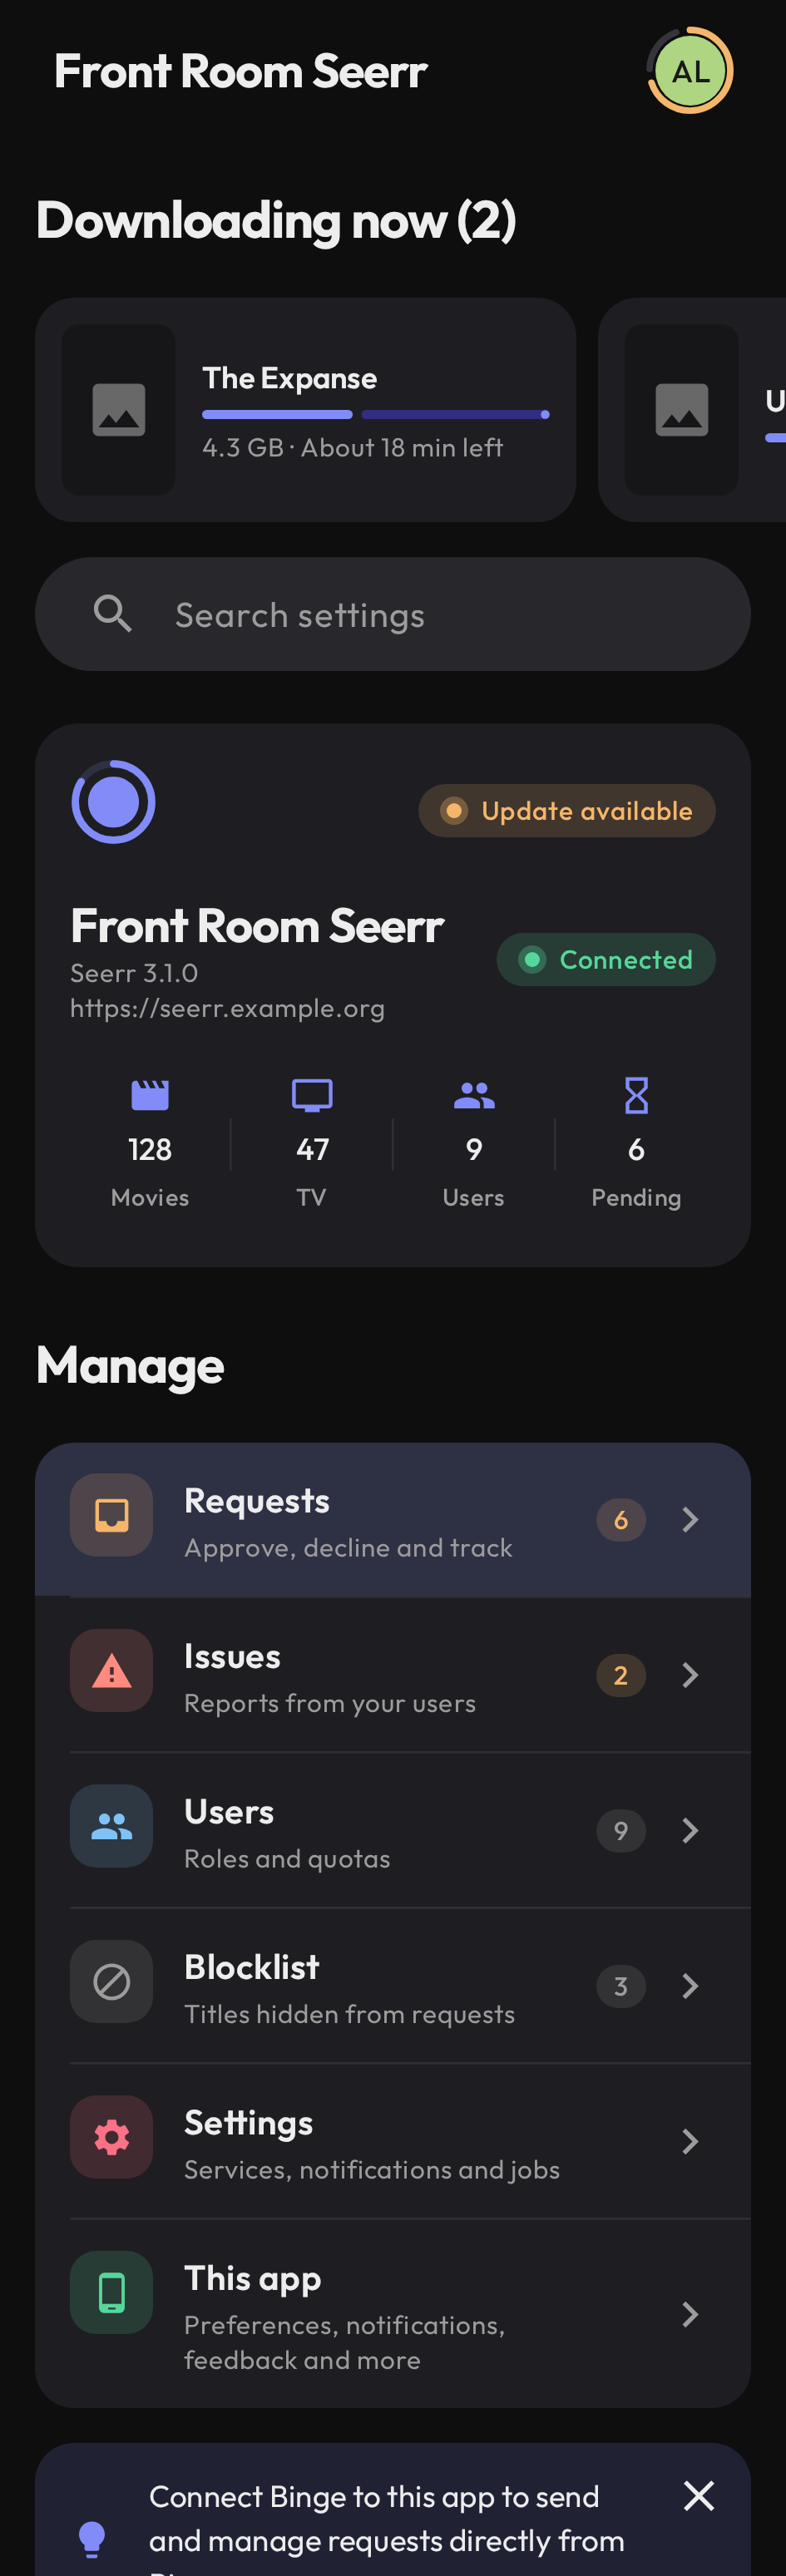 Front Room Seerr
AL
Downloading now (2)
The Expanse
4.3 GB · About 18 min left
Search settings
Update available
Front Room Seerr
Seerr 3.1.0
https://seerr.example.org
Connected
128
47
9
6
Movies
TV
Users
Pending
Manage
Requests
Approve, decline and track
6
Issues
Reports from your users
2
Users
Roles and quotas
9
Blocklist
Titles hidden from requests
3
Settings
Services, notifications and jobs
This app
Preferences, notifications,
feedback and more
Connect Binge to this app to send
and manage requests directly from